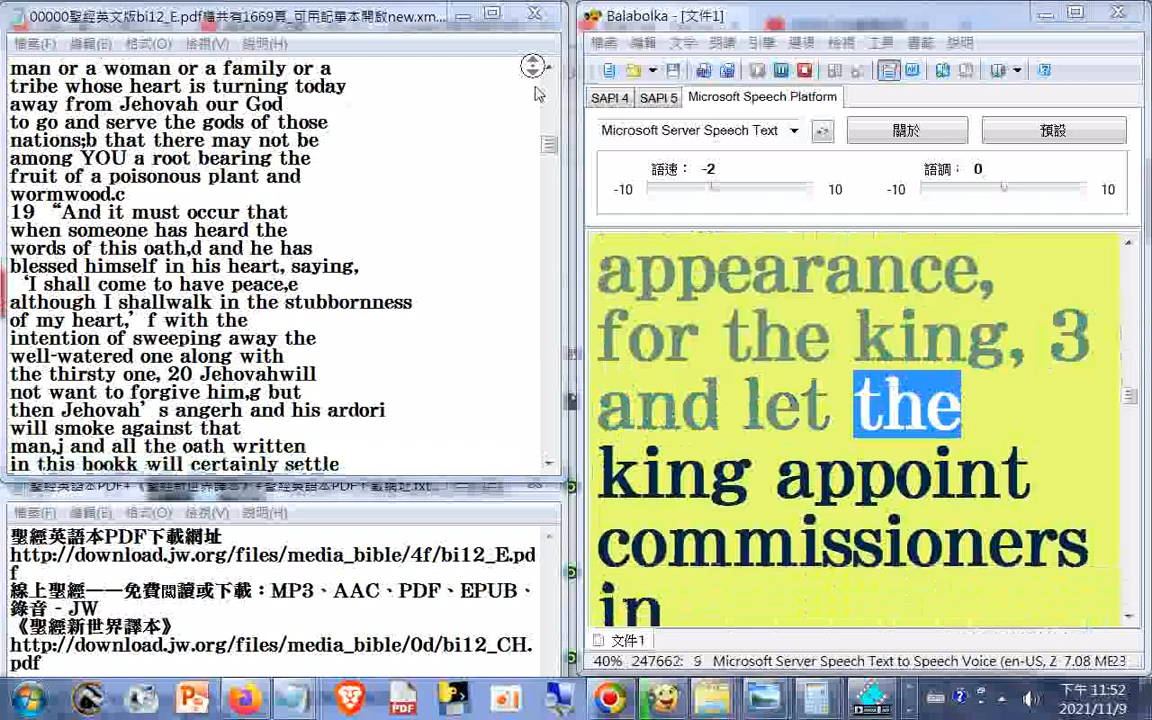 00000聖經英文版bi12_E.pdf檔共有1669頁_可用記事本開啟new.xm...
檔案(F) 編輯(E) 格式(O) 檢視(V) 說明(H)
man or a woman or a family or a
tribe whose heart is turning today
away from Jehovah our God
to go and serve the gods of those
nations;b that there may not be
among YOU a root bearing the
fruit of a poisonous plant and
wormwood.c
19 “And it must occur that
when someone has heard the
words of this oath,d and he has
blessed himself in his heart, saying,
‘I shall come to have peace,e
although I shallwalk in the stubbornness
of my heart,’ f with the
intention of sweeping away the
well-watered one along with
the thirsty one, 20 Jehovahwill
not want to forgive him,g but
then Jehovah’s angerh and his ardori
will smoke against that
man,j and all the oath written
in this bookk will certainly settle
檔案(F) 編輯(E) 格式(O) 檢視(V) 說明(H)
聖經英語本PDF下載網址
http://download.jw.org/files/media_bible/4f/bi12_E.pd
f
線上聖經——免費閱讀或下載：MP3、AAC、PDF、EPUB、
錄音 - JW
《聖經新世界譯本》
http://download.jw.org/files/media_bible/0d/bi12_CH.
pdf
Balabolka - [文件1]
檔案 編輯 文字 朗讀 引擎 選項 檢視 工具 書籤 說明
SAPI 4 SAPI 5 Microsoft Speech Platform
Microsoft Server Speech Text 關於 預設
語速： -2 語調： 0
-10 10 -10 10
appearance,
for the king, 3
and let the
king appoint
commissioners
in
文件1
40% 247662: 9 Microsoft Server Speech Text to Speech Voice (en-US, Z 7.08 ME23
下午 11:52
2021/11/9